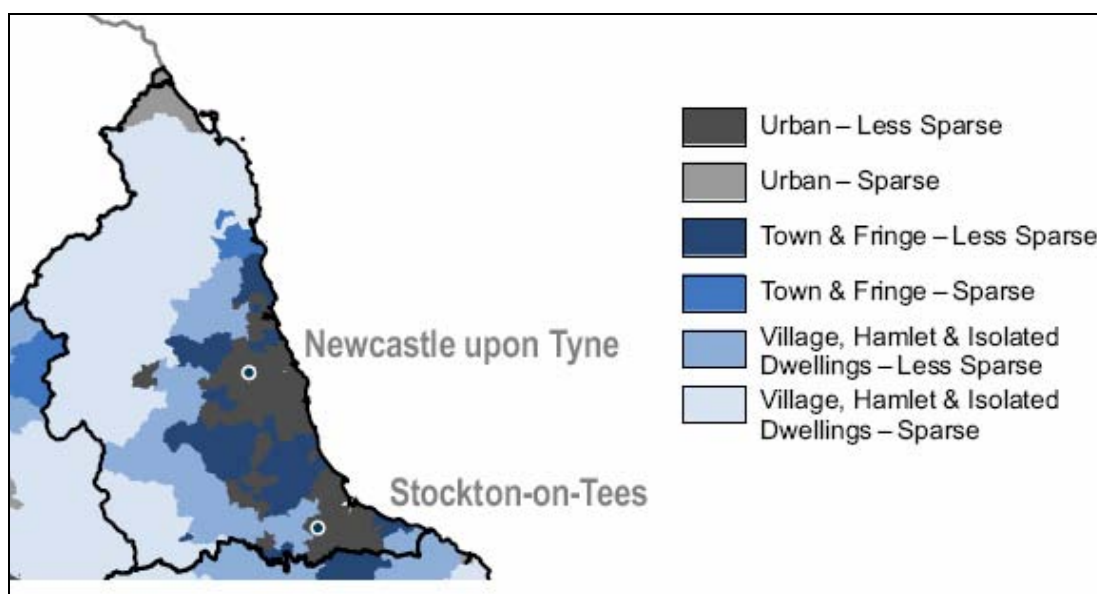 Urban – Less Sparse
Urban – Sparse
Town & Fringe – Less Sparse
Town & Fringe – Sparse
Newcastle upon Tyne
Village, Hamlet & Isolated
Dwellings – Less Sparse
Village, Hamlet & Isolated
Dwellings – Sparse
Stockton-on-Tees